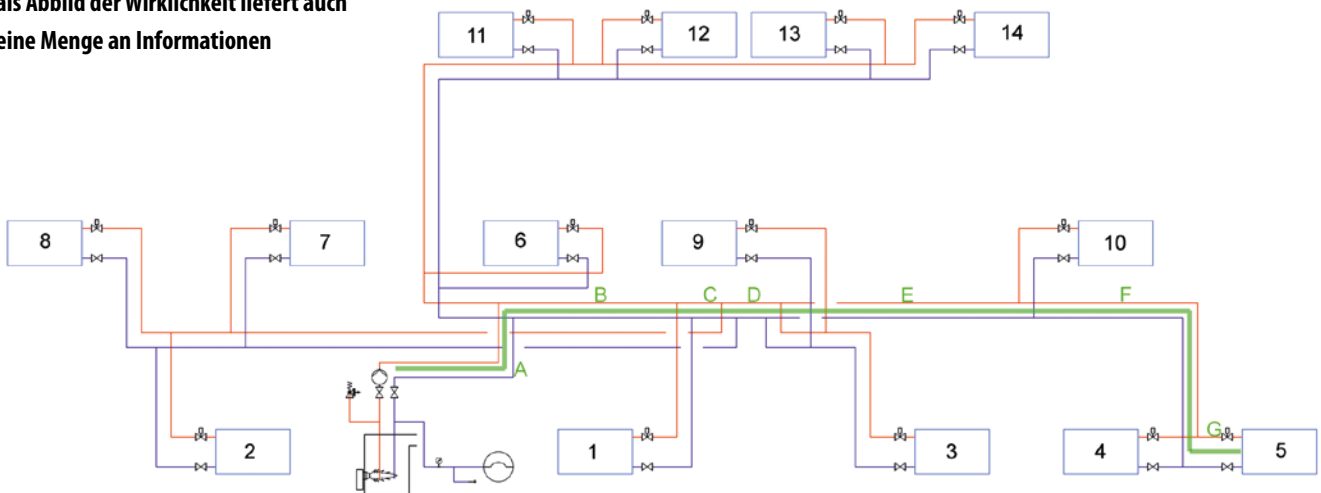 als Abbild der Wirklichkeit liefert auch
eine Menge an Informationen
11 12 13 14
8 7 6 9 10
B C D E F
A
G
2 1 3 4 5